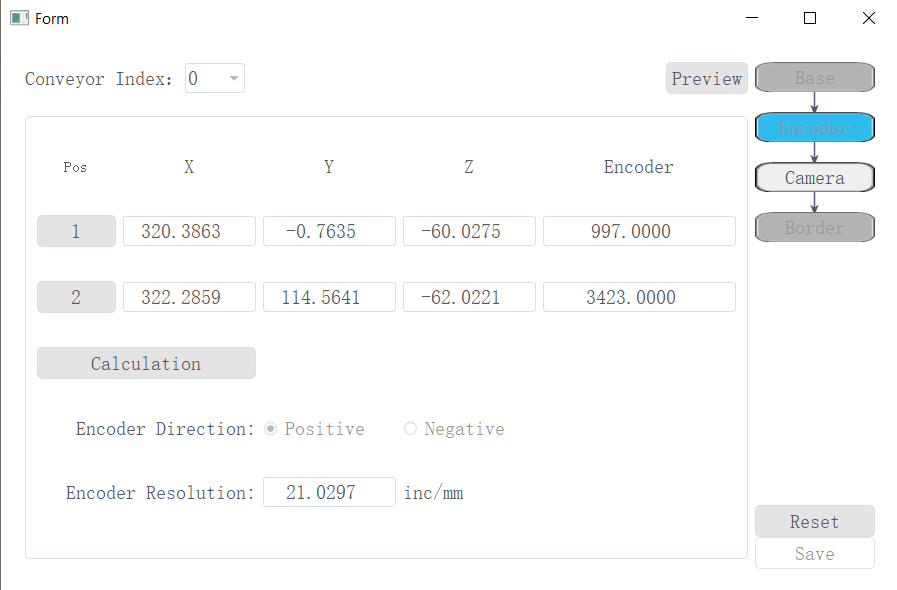 Form
Conveyor Index: 0
Preview
Base
Encoder
Camera
Border
Pos X Y Z Encoder
1 320.3863 -0.7635 -60.0275 997.0000
2 322.2859 114.5641 -62.0221 3423.0000
Calculation
Encoder Direction: Positive Negative
Encoder Resolution: 21.0297 inc/mm
Reset
Save